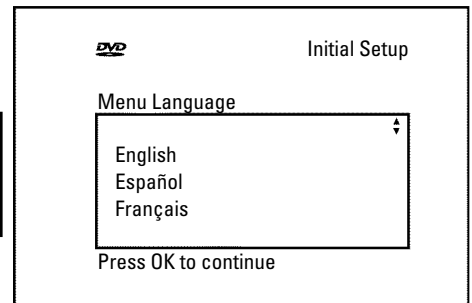 DVD
Initial Setup
Menu Language
English
Español
Français
Press OK to continue